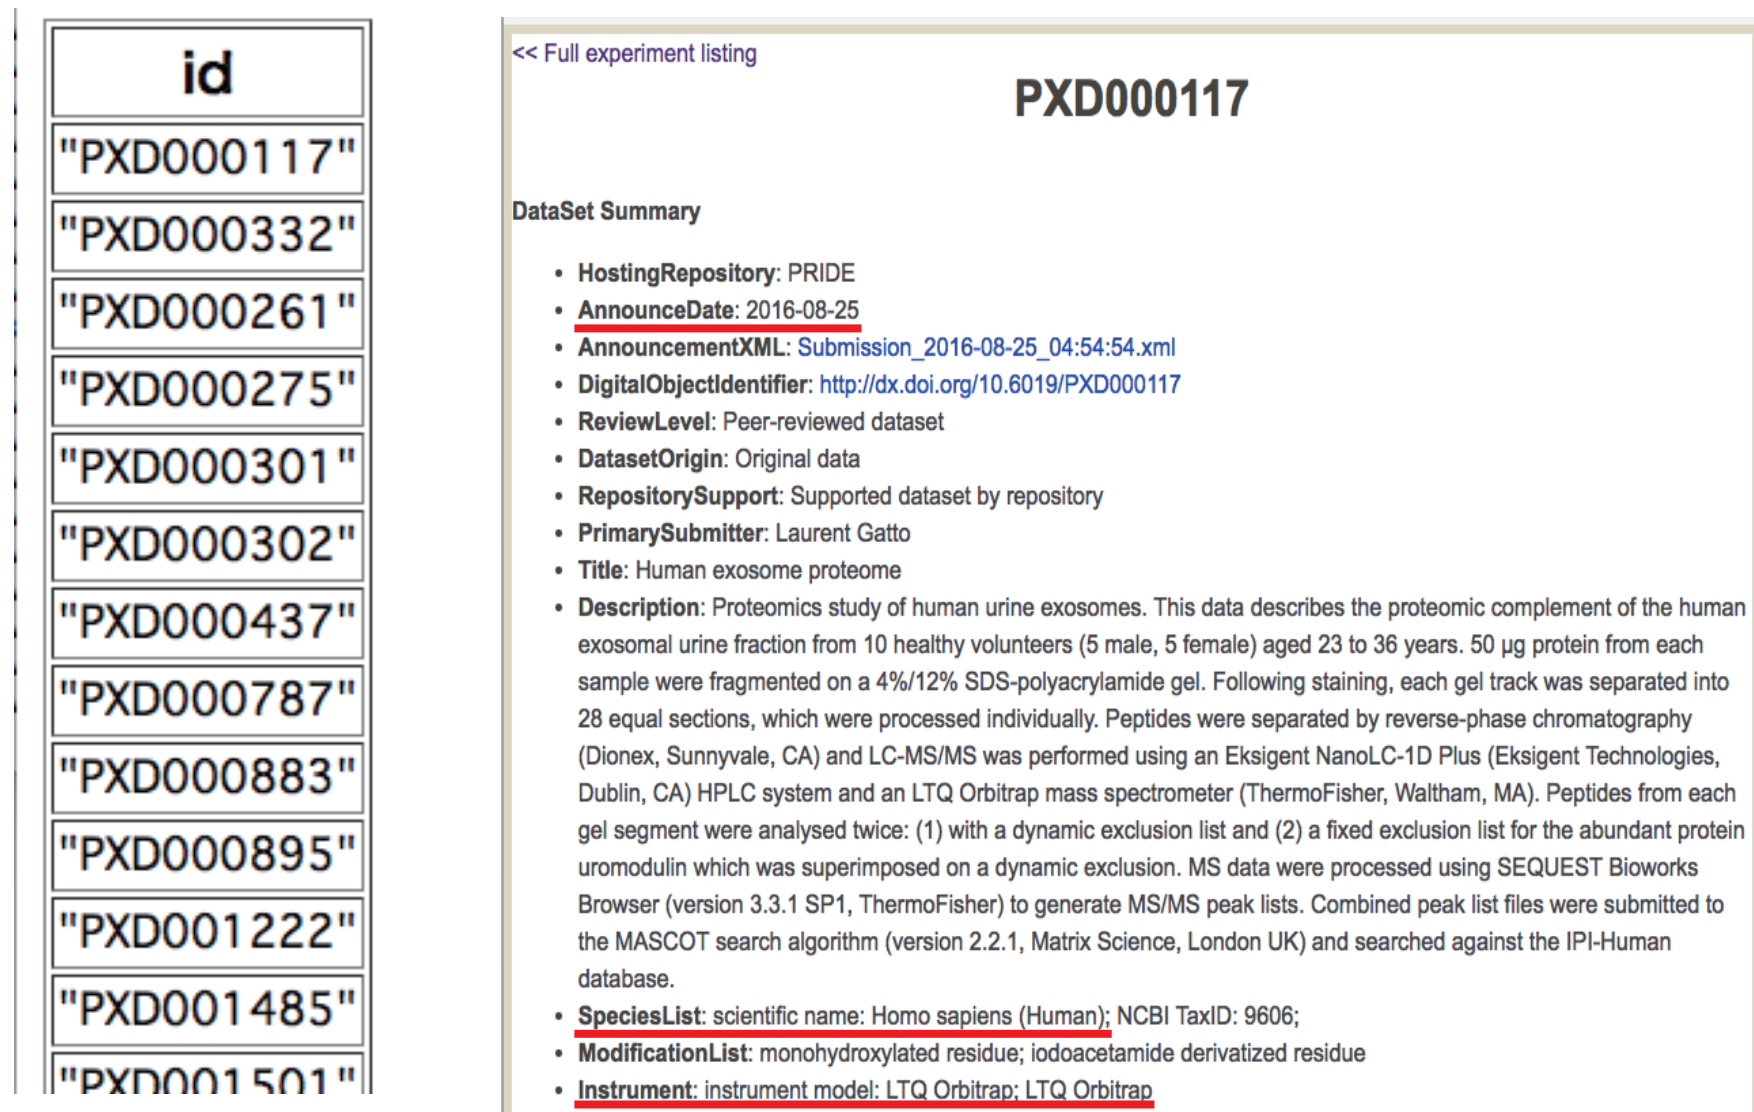 id
"PXD000117"
"PXD000332"
"PXD000261"
"PXD000275"
"PXD000301"
"PXD000302"
"PXD000437"
"PXD000787"
"PXD000883"
"PXD000895"
"PXD001222"
"PXD001485"
"PXD001501"
<< Full experiment listing
PXD000117
DataSet Summary
• HostingRepository: PRIDE
• AnnounceDate: 2016-08-25
• AnnouncementXML: Submission_2016-08-25_04:54:54.xml
• DigitalObjectIdentifier: http://dx.doi.org/10.6019/PXD000117
• ReviewLevel: Peer-reviewed dataset
• DatasetOrigin: Original data
• RepositorySupport: Supported dataset by repository
• PrimarySubmitter: Laurent Gatto
• Title: Human exosome proteome
• Description: Proteomics study of human urine exosomes. This data describes the proteomic complement of the human
exosomal urine fraction from 10 healthy volunteers (5 male, 5 female) aged 23 to 36 years. 50 µg protein from each
sample were fragmented on a 4%/12% SDS-polyacrylamide gel. Following staining, each gel track was separated into
28 equal sections, which were processed individually. Peptides were separated by reverse-phase chromatography
(Dionex, Sunnyvale, CA) and LC-MS/MS was performed using an Eksigent NanoLC-1D Plus (Eksigent Technologies,
Dublin, CA) HPLC system and an LTQ Orbitrap mass spectrometer (ThermoFisher, Waltham, MA). Peptides from each
gel segment were analysed twice: (1) with a dynamic exclusion list and (2) a fixed exclusion list for the abundant protein
uromodulin which was superimposed on a dynamic exclusion. MS data were processed using SEQUEST Bioworks
Browser (version 3.3.1 SP1, ThermoFisher) to generate MS/MS peak lists. Combined peak list files were submitted to
the MASCOT search algorithm (version 2.2.1, Matrix Science, London UK) and searched against the IPI-Human
database.
• SpeciesList: scientific name: Homo sapiens (Human); NCBI TaxID: 9606;
• ModificationList: monohydroxylated residue; iodoacetamide derivatized residue
• Instrument: instrument model: LTQ Orbitrap; LTQ Orbitrap